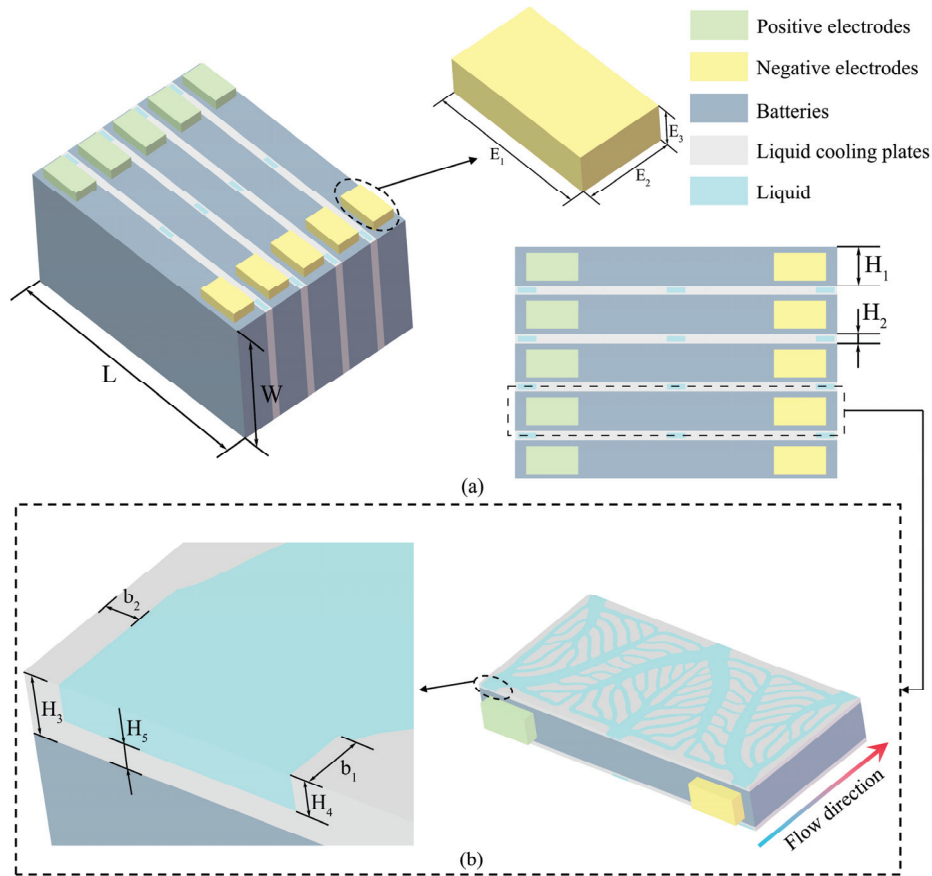 Positive electrodes
Negative electrodes
Batteries
Liquid cooling plates
Liquid
E₁
E₂
E₃
L
W
H₁
H₂
(a)
b₂
H₃
H₅
b₁
H₄
Flow direction
(b)